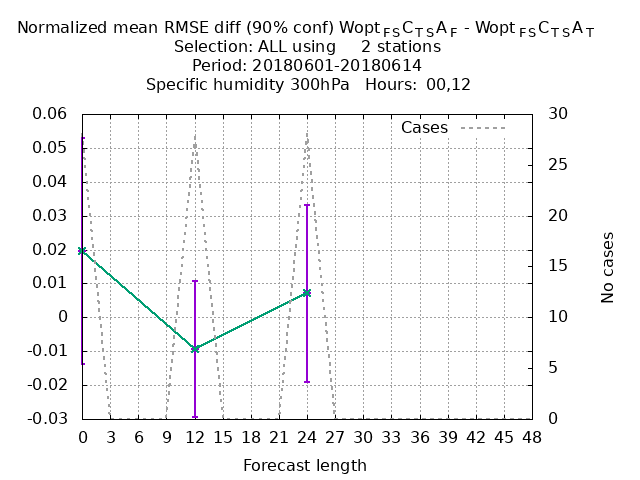 Normalized mean RMSE diff (90% conf) Wopt FS C T S A F - Wopt FS C T S A T
Selection: ALL using 2 stations
Period: 20180601-20180614
Specific humidity 300hPa Hours: 00,12
Cases
0.06
0.05
0.04
0.03
0.02
0.01
0
-0.01
-0.02
-0.03
30
25
20
15
10
5
0
No cases
0 3 6 9 12 15 18 21 24 27 30 33 36 39 42 45 48
Forecast length